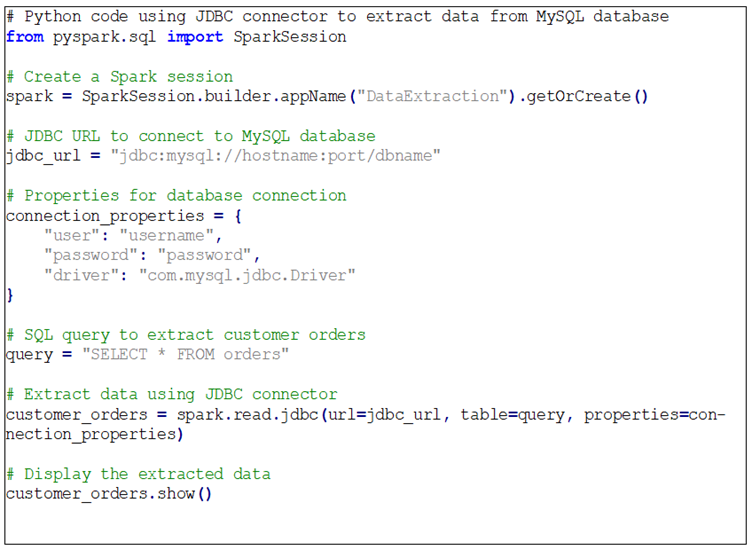 # Python code using JDBC connector to extract data from MySQL database
from pyspark.sql import SparkSession
# Create a Spark session
spark = SparkSession.builder.appName("DataExtraction").getOrCreate()
# JDBC URL to connect to MySQL database
jdbc_url = "jdbc:mysql://hostname:port/dbname"
# Properties for database connection
connection_properties = {
    "user": "username",
    "password": "password",
    "driver": "com.mysql.jdbc.Driver"
}
# SQL query to extract customer orders
query = "SELECT * FROM orders"
# Extract data using JDBC connector
customer_orders = spark.read.jdbc(url=jdbc_url, table=query, properties=con-
nection_properties)
# Display the extracted data
customer_orders.show()